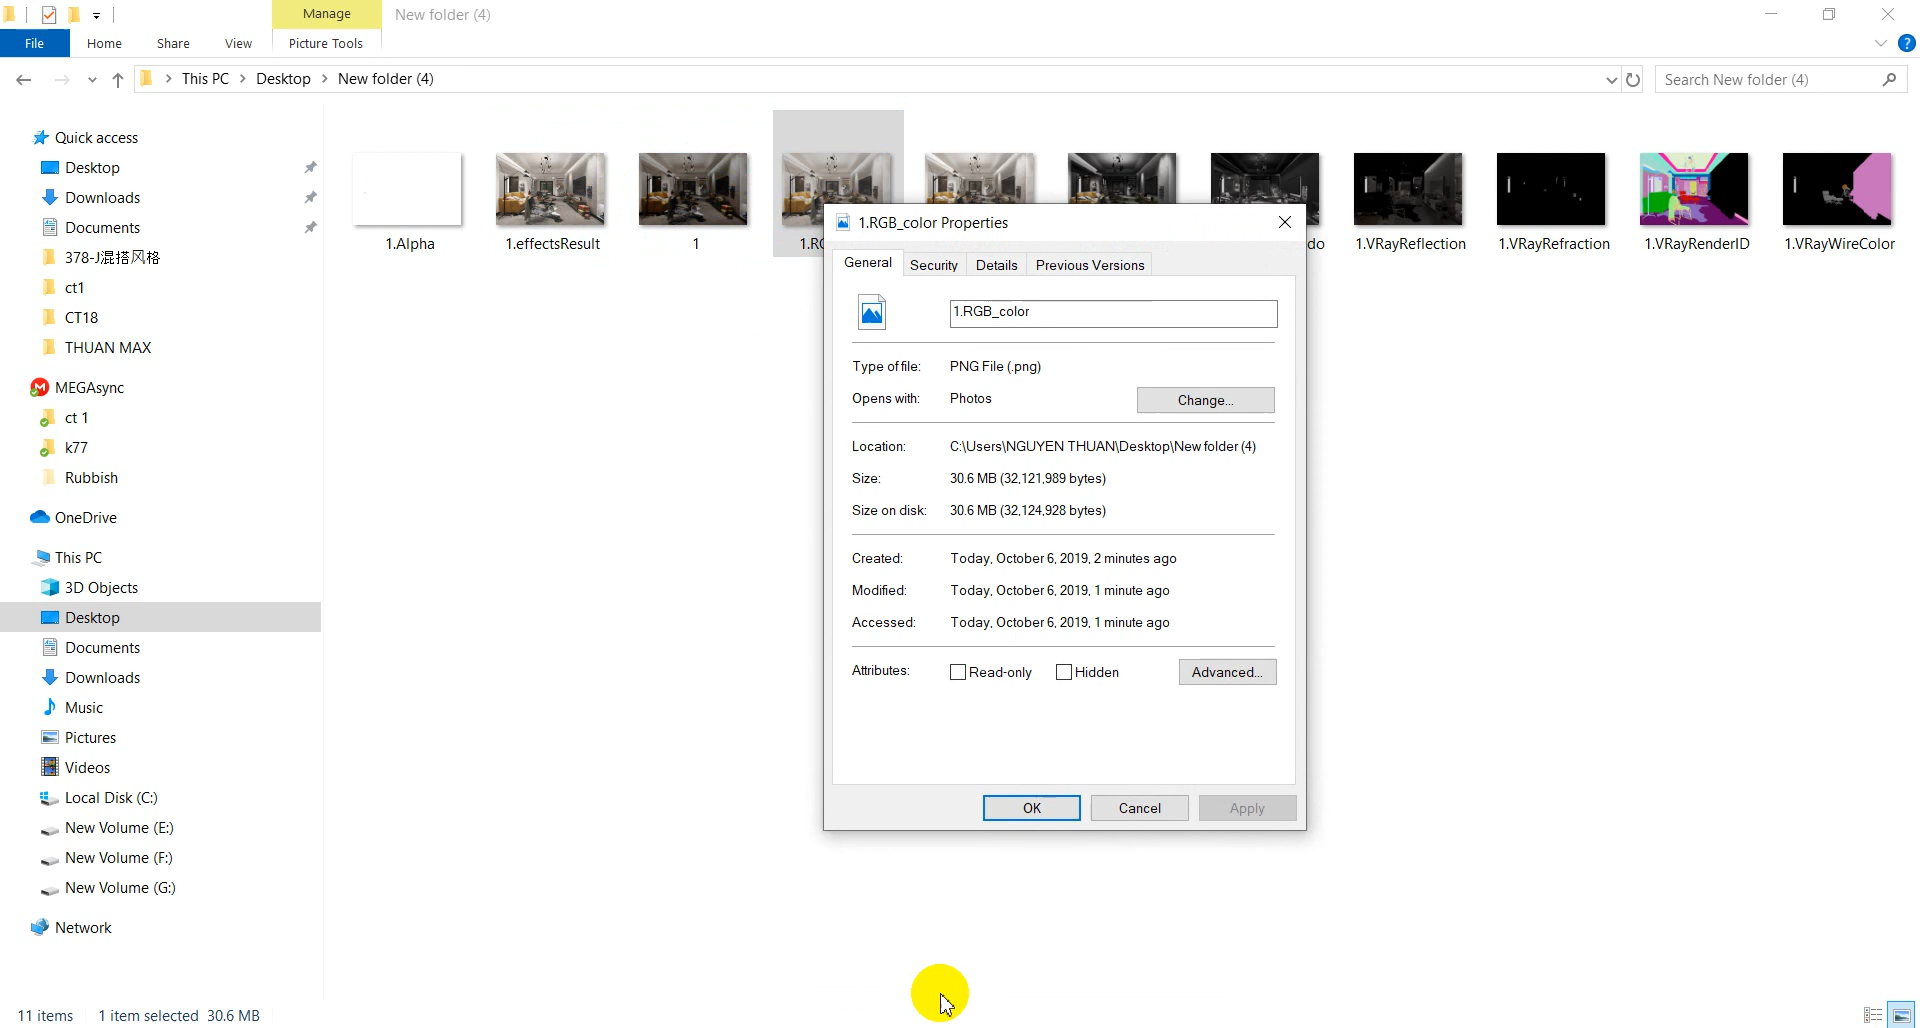 Manage
New folder (4)
File
Home
Share
View
Picture Tools
?
This PC > Desktop > New folder (4)
Search New folder (4)
Quick access
Desktop
Downloads
Documents
378-J混搭风格
ct1
CT18
THUAN MAX
MEGAsync
ct 1
k77
Rubbish
OneDrive
This PC
3D Objects
Desktop
Documents
Downloads
Music
Pictures
Videos
Local Disk (C:)
New Volume (E:)
New Volume (F:)
New Volume (G:)
Network
1.Alpha
1.effectsResult
1
1.RG
do
1.VRayReflection
1.VRayRefraction
1.VRayRenderID
1.VRayWireColor
1.RGB_color Properties
General
Security
Details
Previous Versions
1.RGB_color
Type of file: PNG File (.png)
Opens with: Photos
Change...
Location: C:\Users\NGUYEN THUAN\Desktop\New folder (4)
Size: 30.6 MB (32,121,989 bytes)
Size on disk: 30.6 MB (32,124,928 bytes)
Created: Today, October 6, 2019, 2 minutes ago
Modified: Today, October 6, 2019, 1 minute ago
Accessed: Today, October 6, 2019, 1 minute ago
Attributes: Read-only Hidden
Advanced...
OK
Cancel
Apply
11 items 1 item selected 30.6 MB